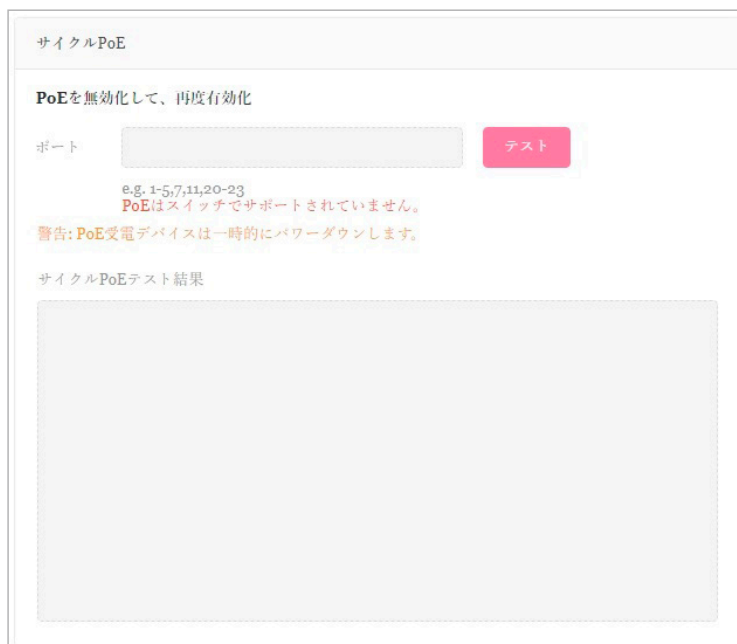 サイクルPoE
PoEを無効化して、再度有効化
ポート
テスト
e.g. 1-5,7,11,20-23
PoEはスイッチでサポートされていません。
警告: PoE受電デバイスは一時的にパワーダウンします。
サイクルPoEテスト結果